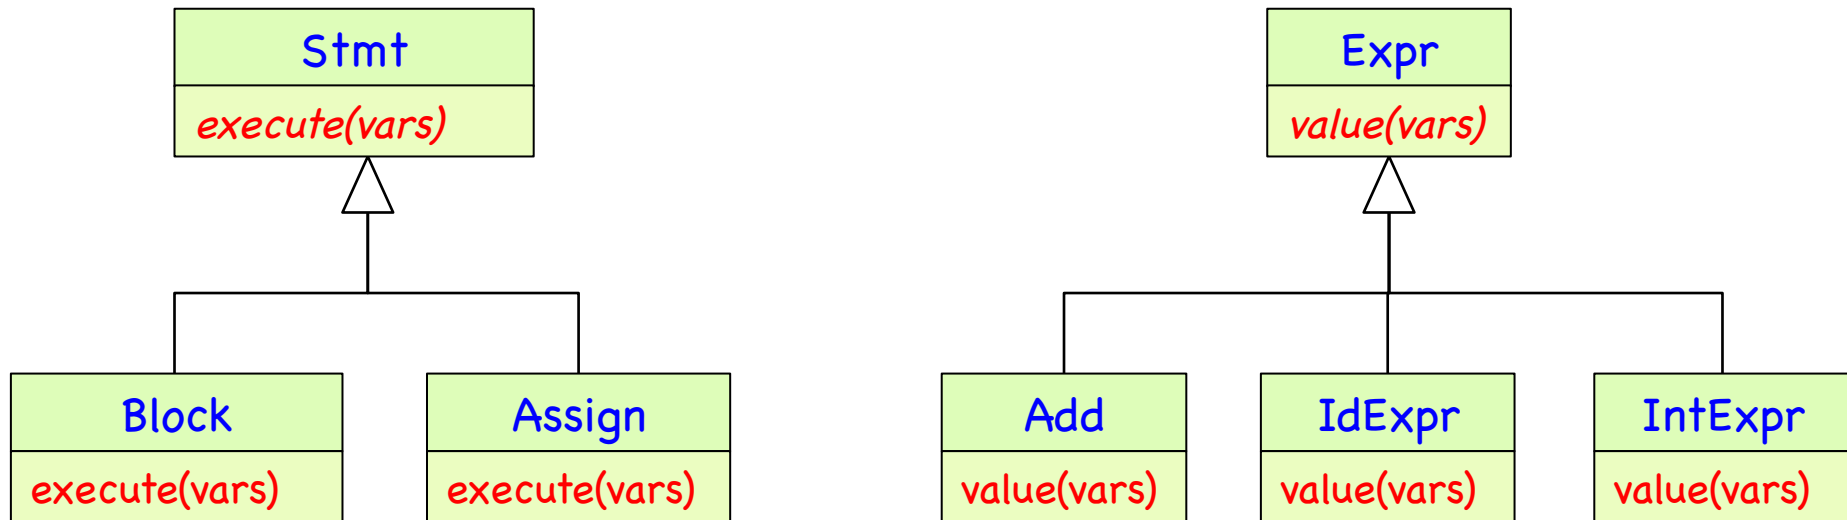 Stmt
execute(vars)
Expr
value(vars)
Block
execute(vars)
Assign
execute(vars)
Add
value(vars)
IdExpr
value(vars)
IntExpr
value(vars)